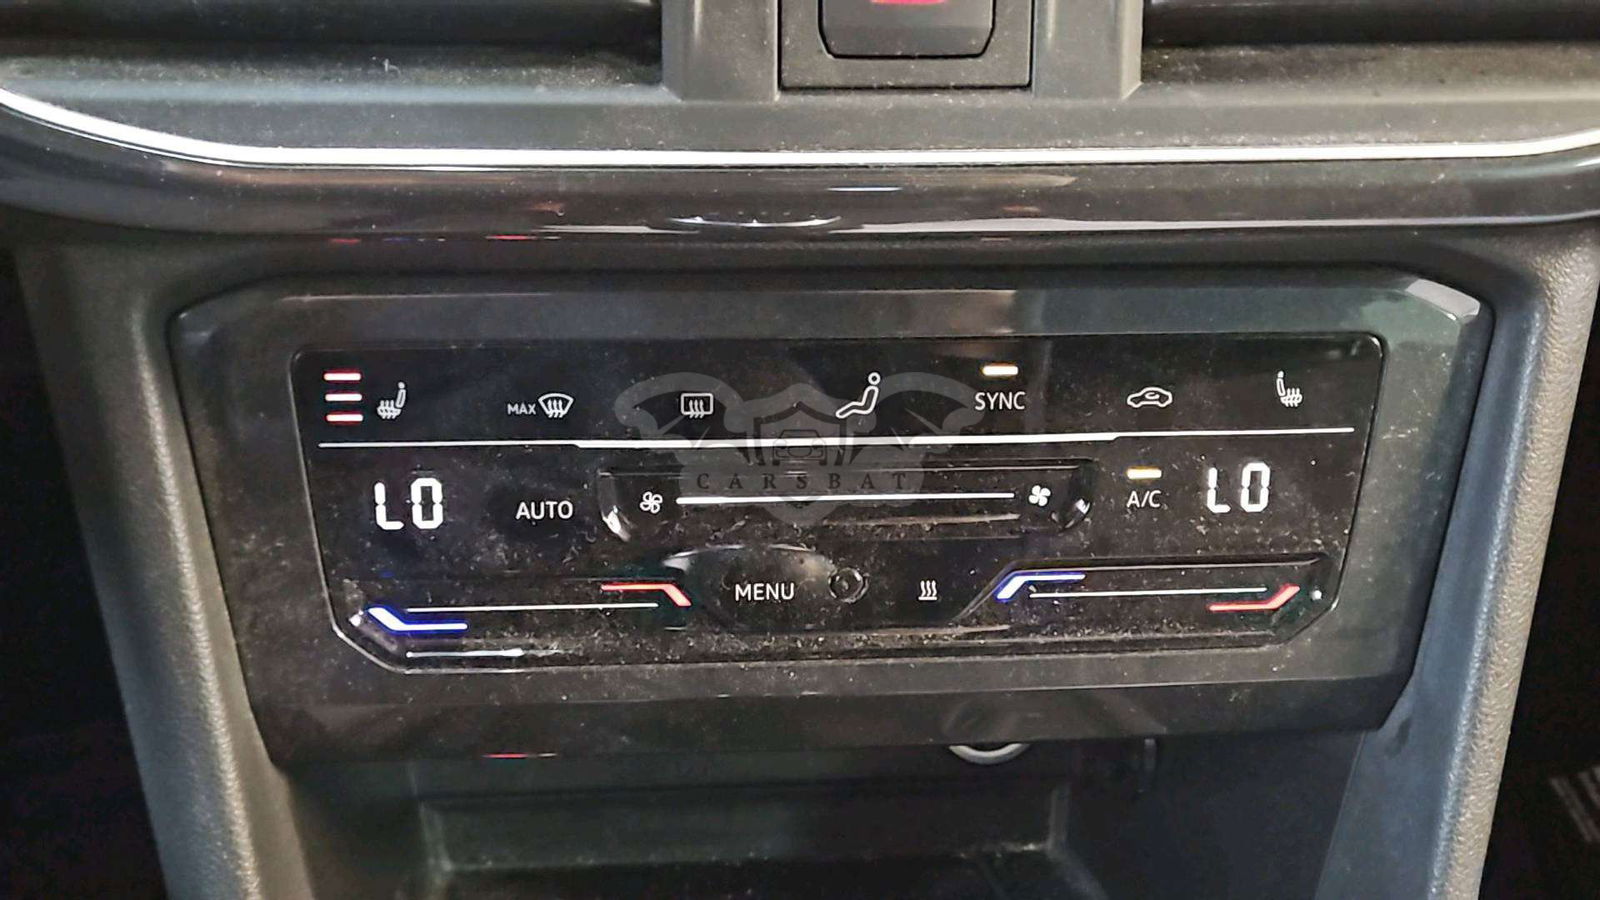 MAX
SYNC
CARSBAT
LO AUTO A/C LO
MENU